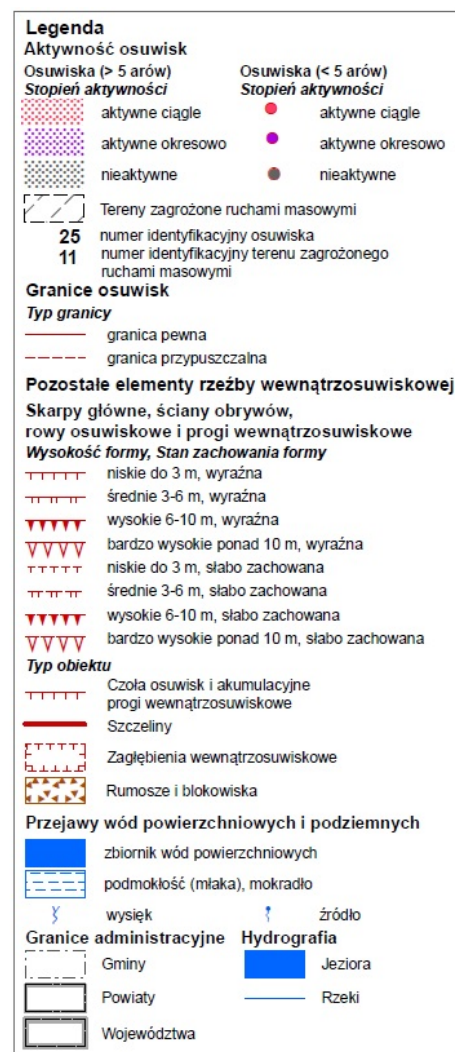 Legenda
Aktywność osuwisk
Osuwiska (> 5 arów) Osuwiska (< 5 arów)
Stopień aktywności Stopień aktywności
aktywne ciągle aktywne ciągle
aktywne okresowo aktywne okresowo
nieaktywne nieaktywne
Tereny zagrożone ruchami masowymi
25 numer identyfikacyjny osuwiska
11 numer identyfikacyjny terenu zagrożonego
ruchami masowymi
Granice osuwisk
Typ granicy
granica pewna
granica przypuszczalna
Pozostałe elementy rzeźby wewnątrzosuwiskowej
Skarpy główne, ściany obrywów,
rowy osuwiskowe i progi wewnątrzosuwiskowe
Wysokość formy, Stan zachowania formy
niskie do 3 m, wyraźna
średnie 3-6 m, wyraźna
wysokie 6-10 m, wyraźna
bardzo wysokie ponad 10 m, wyraźna
niskie do 3 m, słabo zachowana
średnie 3-6 m, słabo zachowana
wysokie 6-10 m, słabo zachowana
bardzo wysokie ponad 10 m, słabo zachowana
Typ obiektu
Czoła osuwisk i akumulacyjne
progi wewnątrzosuwiskowe
Szczeliny
Zagłębienia wewnątrzosuwiskowe
Rumosze i blokowiska
Przejawy wód powierzchniowych i podziemnych
zbiornik wód powierzchniowych
podmokłość (młaka), mokradło
wysięk źródło
Granice administracyjne Hydrografia
Gminy Jeziora
Powiaty Rzeki
Województwa